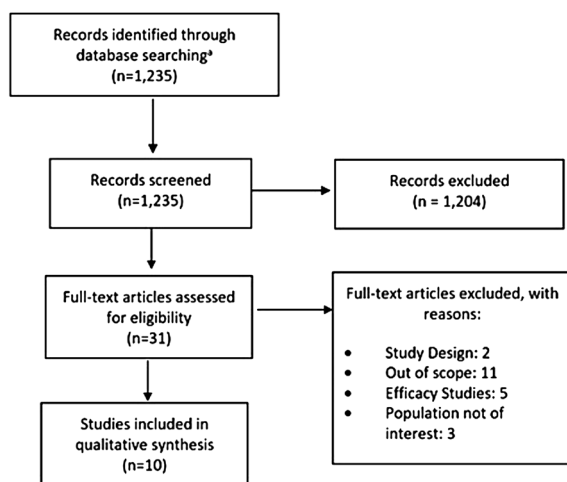 Records identified through
database searchingª
(n=1,235)
Records screened
(n=1,235)
Records excluded
(n = 1,204)
Full-text articles assessed
for eligibility
(n=31)
Full-text articles excluded, with
reasons:
• Study Design: 2
• Out of scope: 11
• Efficacy Studies: 5
• Population not of
interest: 3
Studies included in
qualitative synthesis
(n=10)